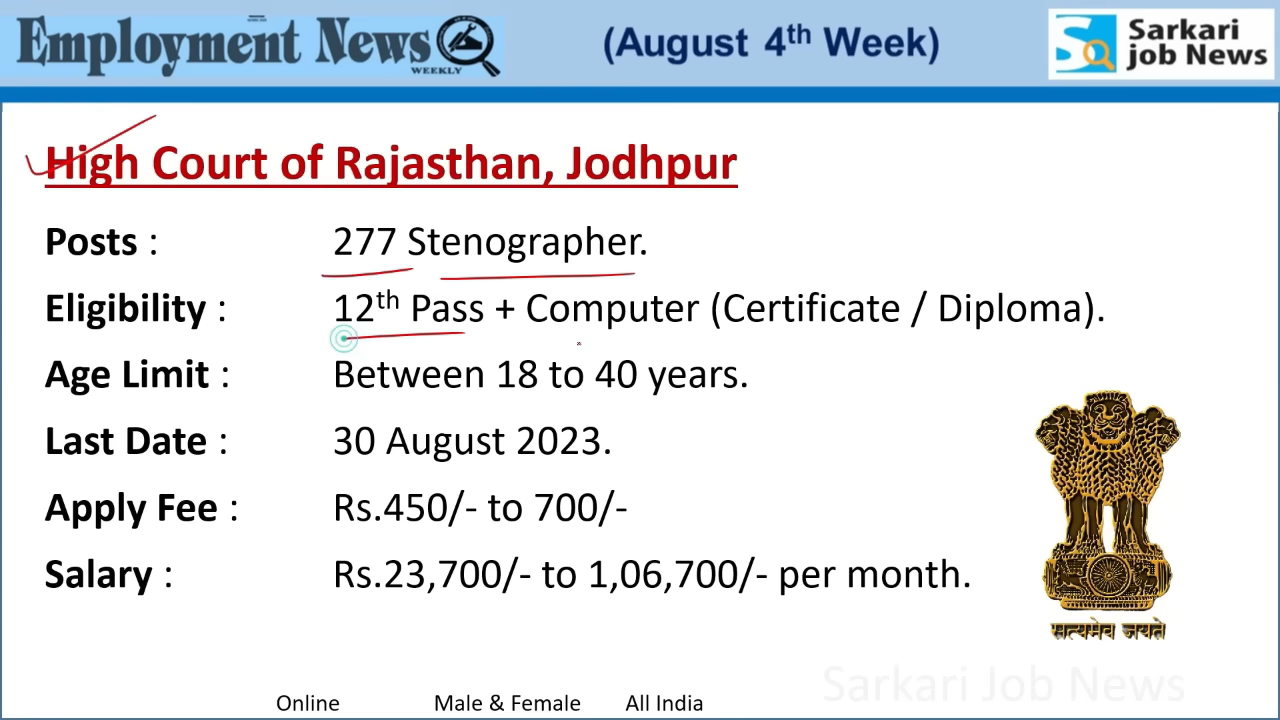 Employment News
WEEKLY
(August 4th Week)
Sarkari
job News
High Court of Rajasthan, Jodhpur
Posts : 277 Stenographer.
Eligibility : 12th Pass + Computer (Certificate / Diploma).
Age Limit : Between 18 to 40 years.
Last Date : 30 August 2023.
Apply Fee : Rs.450/- to 700/-
Salary : Rs.23,700/- to 1,06,700/- per month.
सत्यमेव जयते
Sarkari Job News
Online Male & Female All India